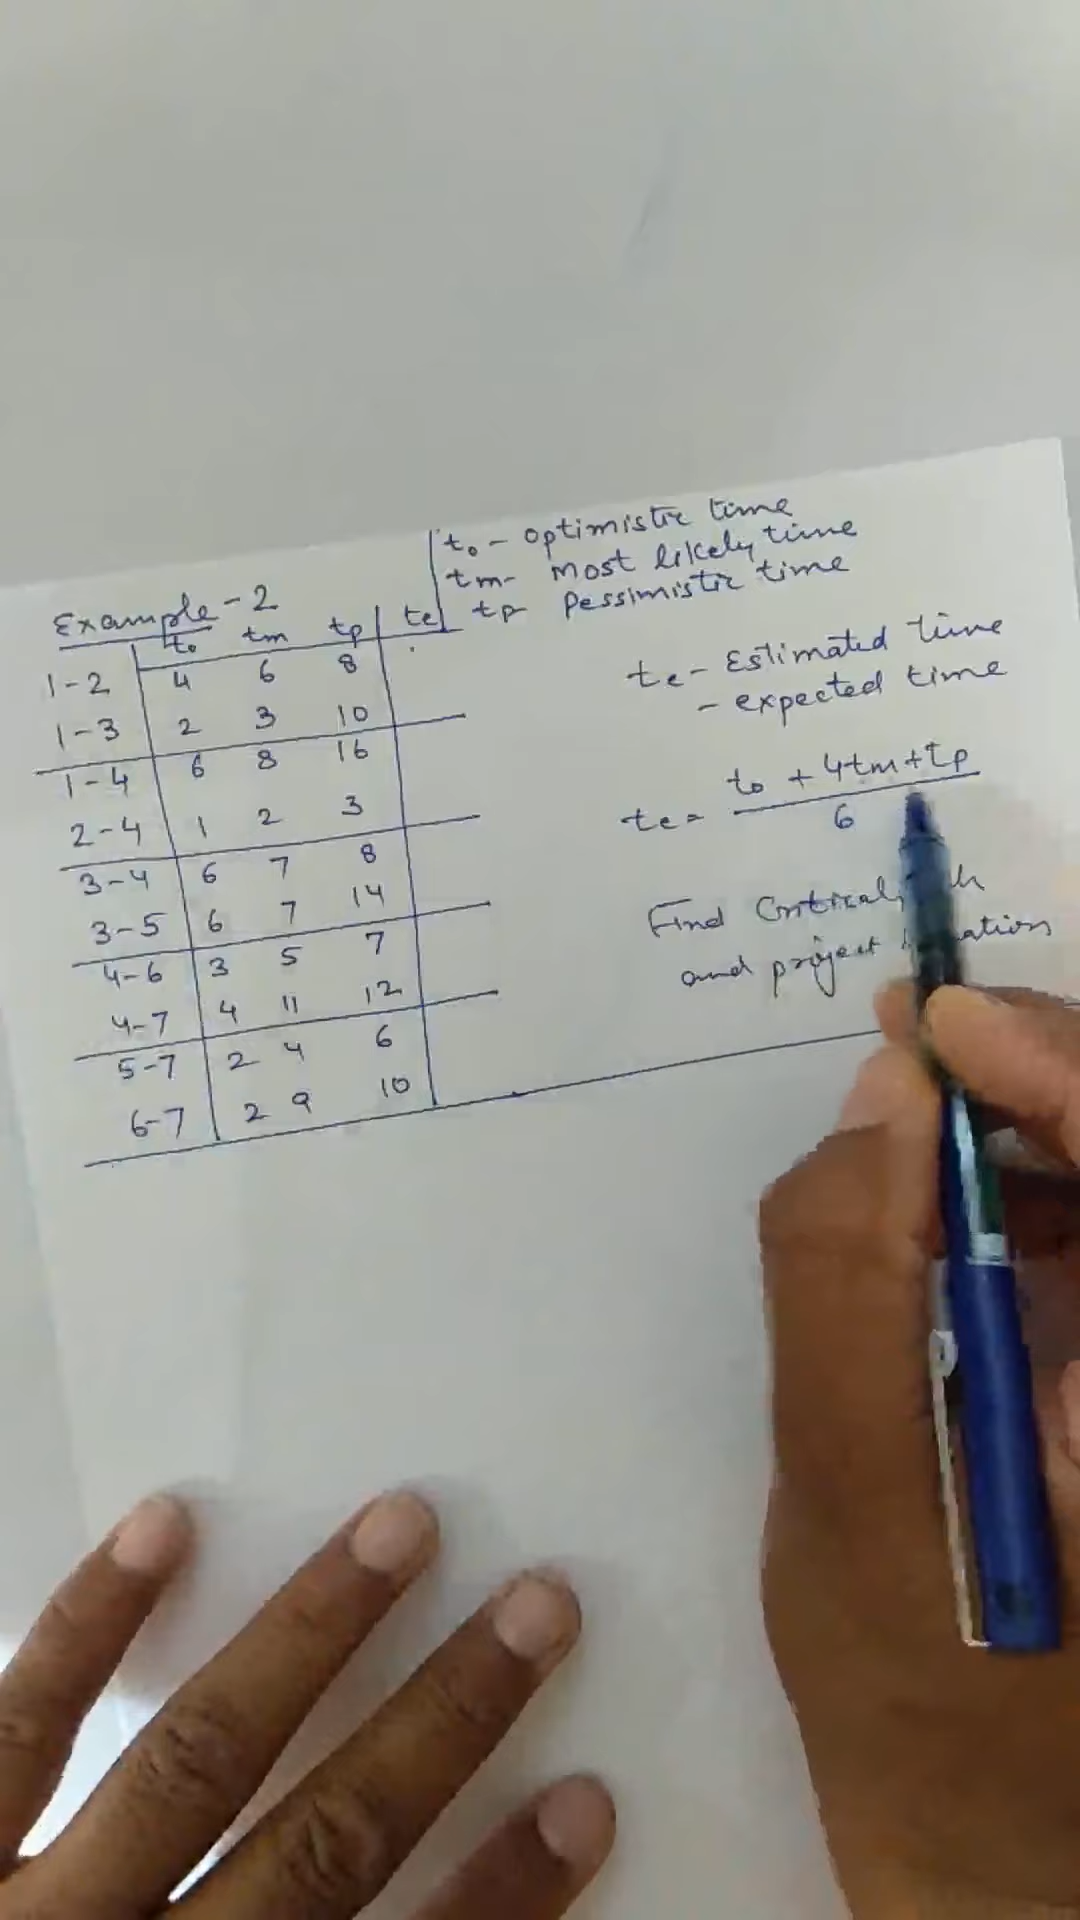 Example-2
to tm tp te
1-2 4 6 8
1-3 2 3 10
1-4 6 8 16
2-4 1 2 3
3-4 6 7 8
3-5 6 7 14
4-6 3 5 7
4-7 4 11 12
5-7 2 4 6
6-7 2 9 10
to - optimistic time
tm - most likely time
tp - Pessimistic time
te - Estimated time
- expected time
te = to + 4tm + tp
6
Find Critical
and project